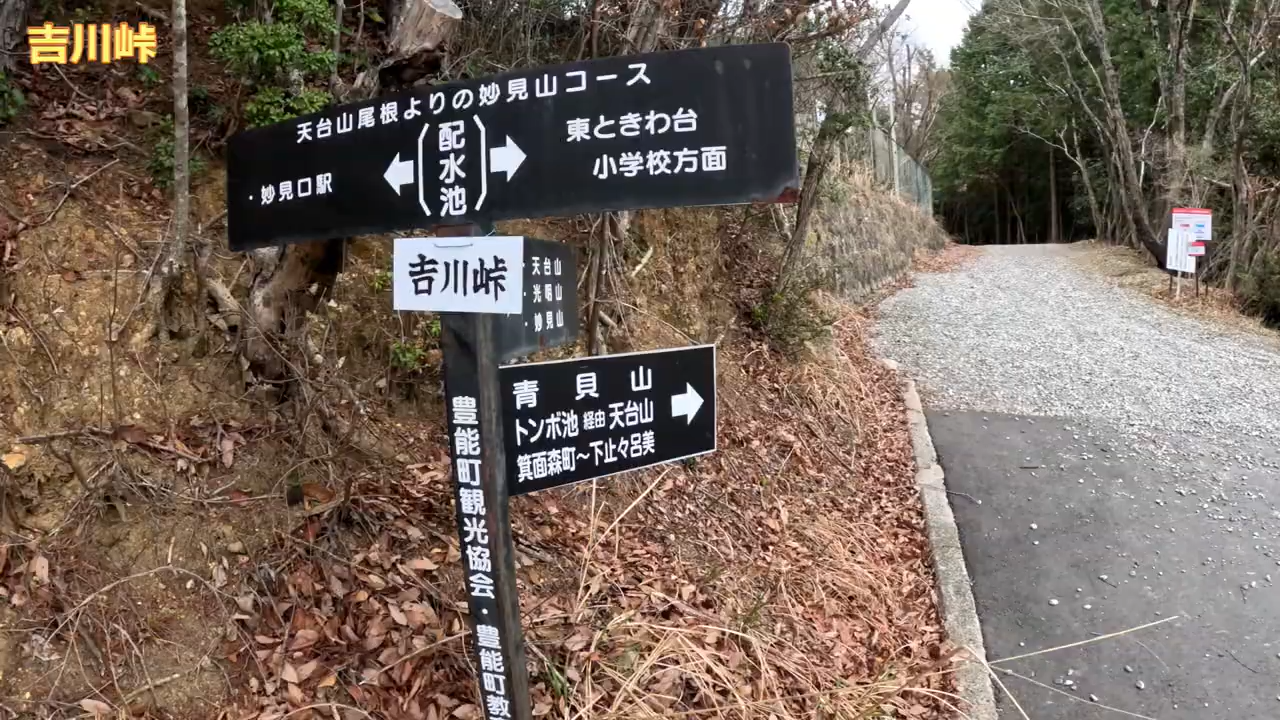 吉川峠
天台山尾根よりの妙見山コース
・妙見口駅
(配水池)
東ときわ台
小学校方面
吉川峠
・天台山
・光明山
・妙見山
青貝山
トンボ池 経由 天台山
箕面森町～下止々呂美
豊能町観光協会・豊能町教